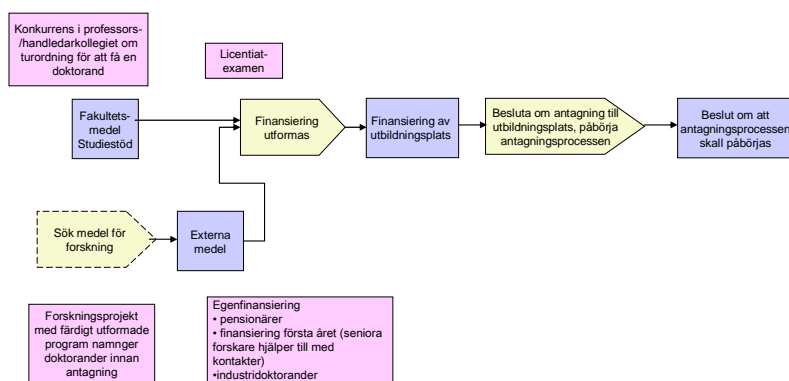 Konkurrens i professors-
/handledarkollegiet om
turordning för att få en
doktorand
Licentiat-
examen
Fakultets-
medel
Studiestöd
Finansiering
utformas
Finansiering av
utbildningsplats
Besluta om antagning till
utbildningsplats, påbörja
antagningsprocessen
Beslut om att
antagningsprocessen
skall påbörjas
Sök medel för
forskning
Externa
medel
Forskningsprojekt
med färdigt utformade
program namnger
doktorander innan
antagning
Egenfinansiering
• pensionärer
• finansiering första året (seniora
forskare hjälper till med
kontakter)
•industridoktorander